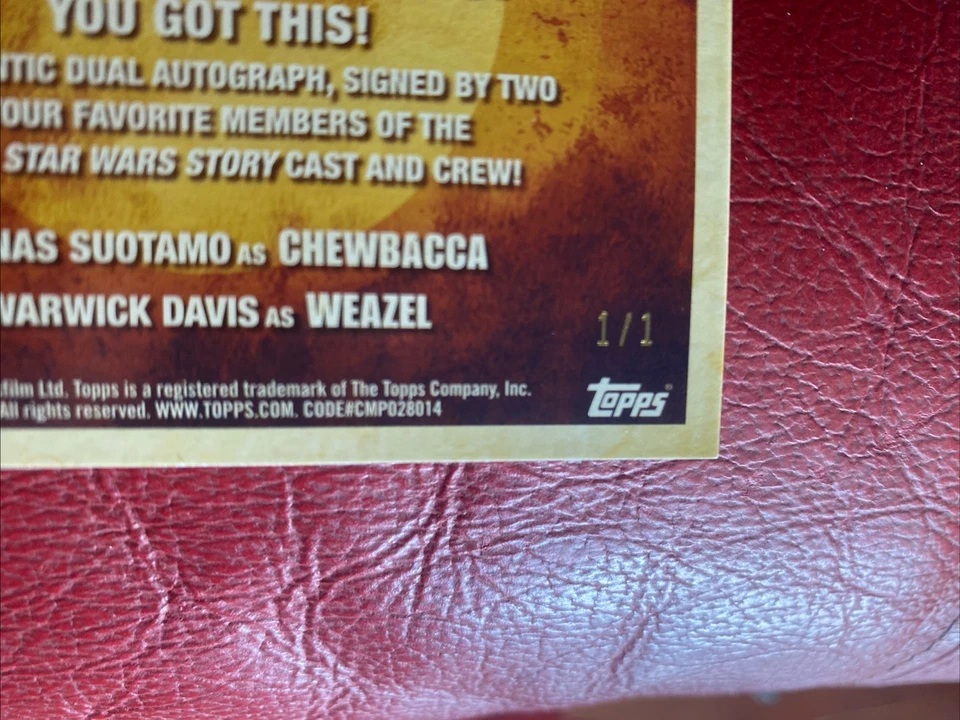 YOU GOT THIS!
NTIC DUAL AUTOGRAPH, SIGNED BY TWO
OUR FAVORITE MEMBERS OF THE
STAR WARS STORY CAST AND CREW!
NAS SUOTAMO AS CHEWBACCA
WARWICK DAVIS AS WEAZEL
1/1
film Ltd. Topps is a registered trademark of The Topps Company, Inc.
All rights reserved. WWW.TOPPS.COM. CODE#CMP028014
topps®